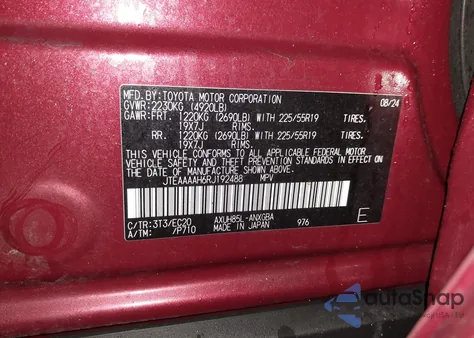 MFD.BY:TOYOTA MOTOR CORPORATION 08/24
GVWR:2230KG (4920LB)
GAWR:FRT. 1220KG (2690LB) WITH 225/55R19 TIRES.
19X7J RIMS.
RR. 1220KG (2690LB) WITH 225/55R19 TIRES.
19X7J RIMS.
THIS VEHICLE CONFORMS TO ALL APPLICABLE FEDERAL MOTOR
VEHICLE SAFETY AND THEFT PREVENTION STANDARDS IN EFFECT
ON THE DATE OF MANUFACTURE SHOWN ABOVE.
JTEAAAAH6RJ192488 MPV
C/TR:3T3/EC20 AXUH85L-ANXGBA E
A/TM: /P710 MADE IN JAPAN 976
autoSnap